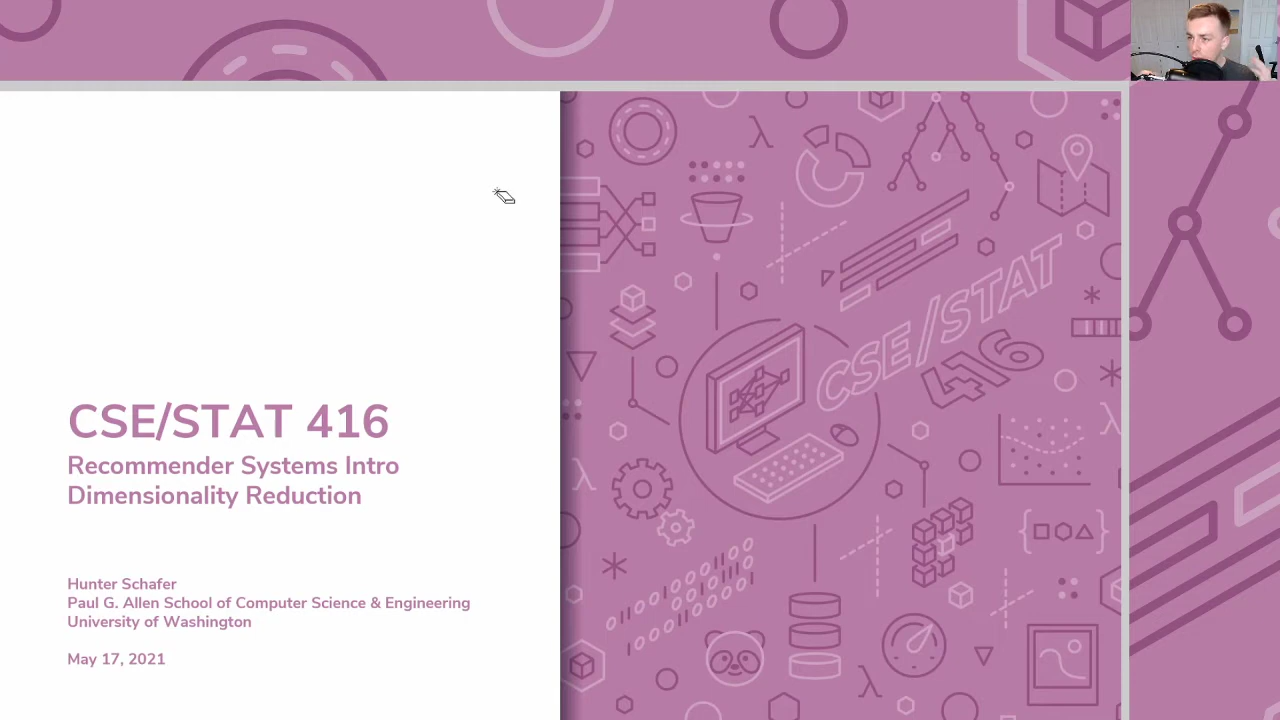 CSE/STAT
416
CSE/STAT 416
Recommender Systems Intro
Dimensionality Reduction
Hunter Schafer
Paul G. Allen School of Computer Science & Engineering
University of Washington
May 17, 2021